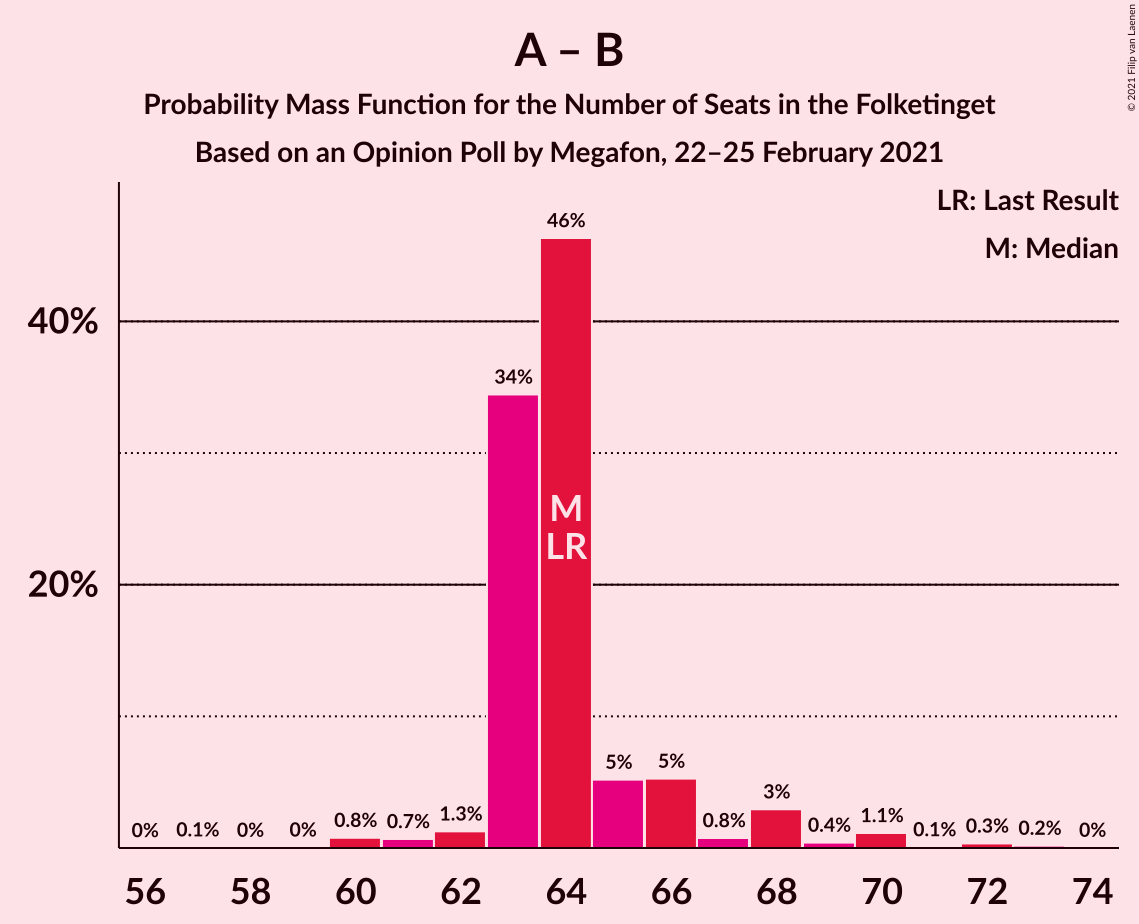 A – B
Probability Mass Function for the Number of Seats in the Folketinget
Based on an Opinion Poll by Megafon, 22–25 February 2021
© 2021 Filip van Laenen
LR: Last Result
M: Median
40%
20%
0% 0.1% 0% 0% 0.8% 0.7% 1.3% 34% 46% 5% 5% 0.8% 3% 0.4% 1.1% 0.1% 0.3% 0.2% 0%
M
LR
56 58 60 62 64 66 68 70 72 74